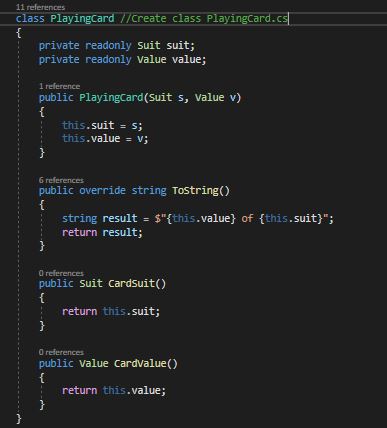 11 references
class PlayingCard //Create class PlayingCard.cs
{
    private readonly Suit suit;
    private readonly Value value;
    1 reference
    public PlayingCard(Suit s, Value v)
    {
        this.suit = s;
        this.value = v;
    }
    6 references
    public override string ToString()
    {
        string result = $"{this.value} of {this.suit}";
        return result;
    }
    0 references
    public Suit CardSuit()
    {
        return this.suit;
    }
    0 references
    public Value CardValue()
    {
        return this.value;
    }
}